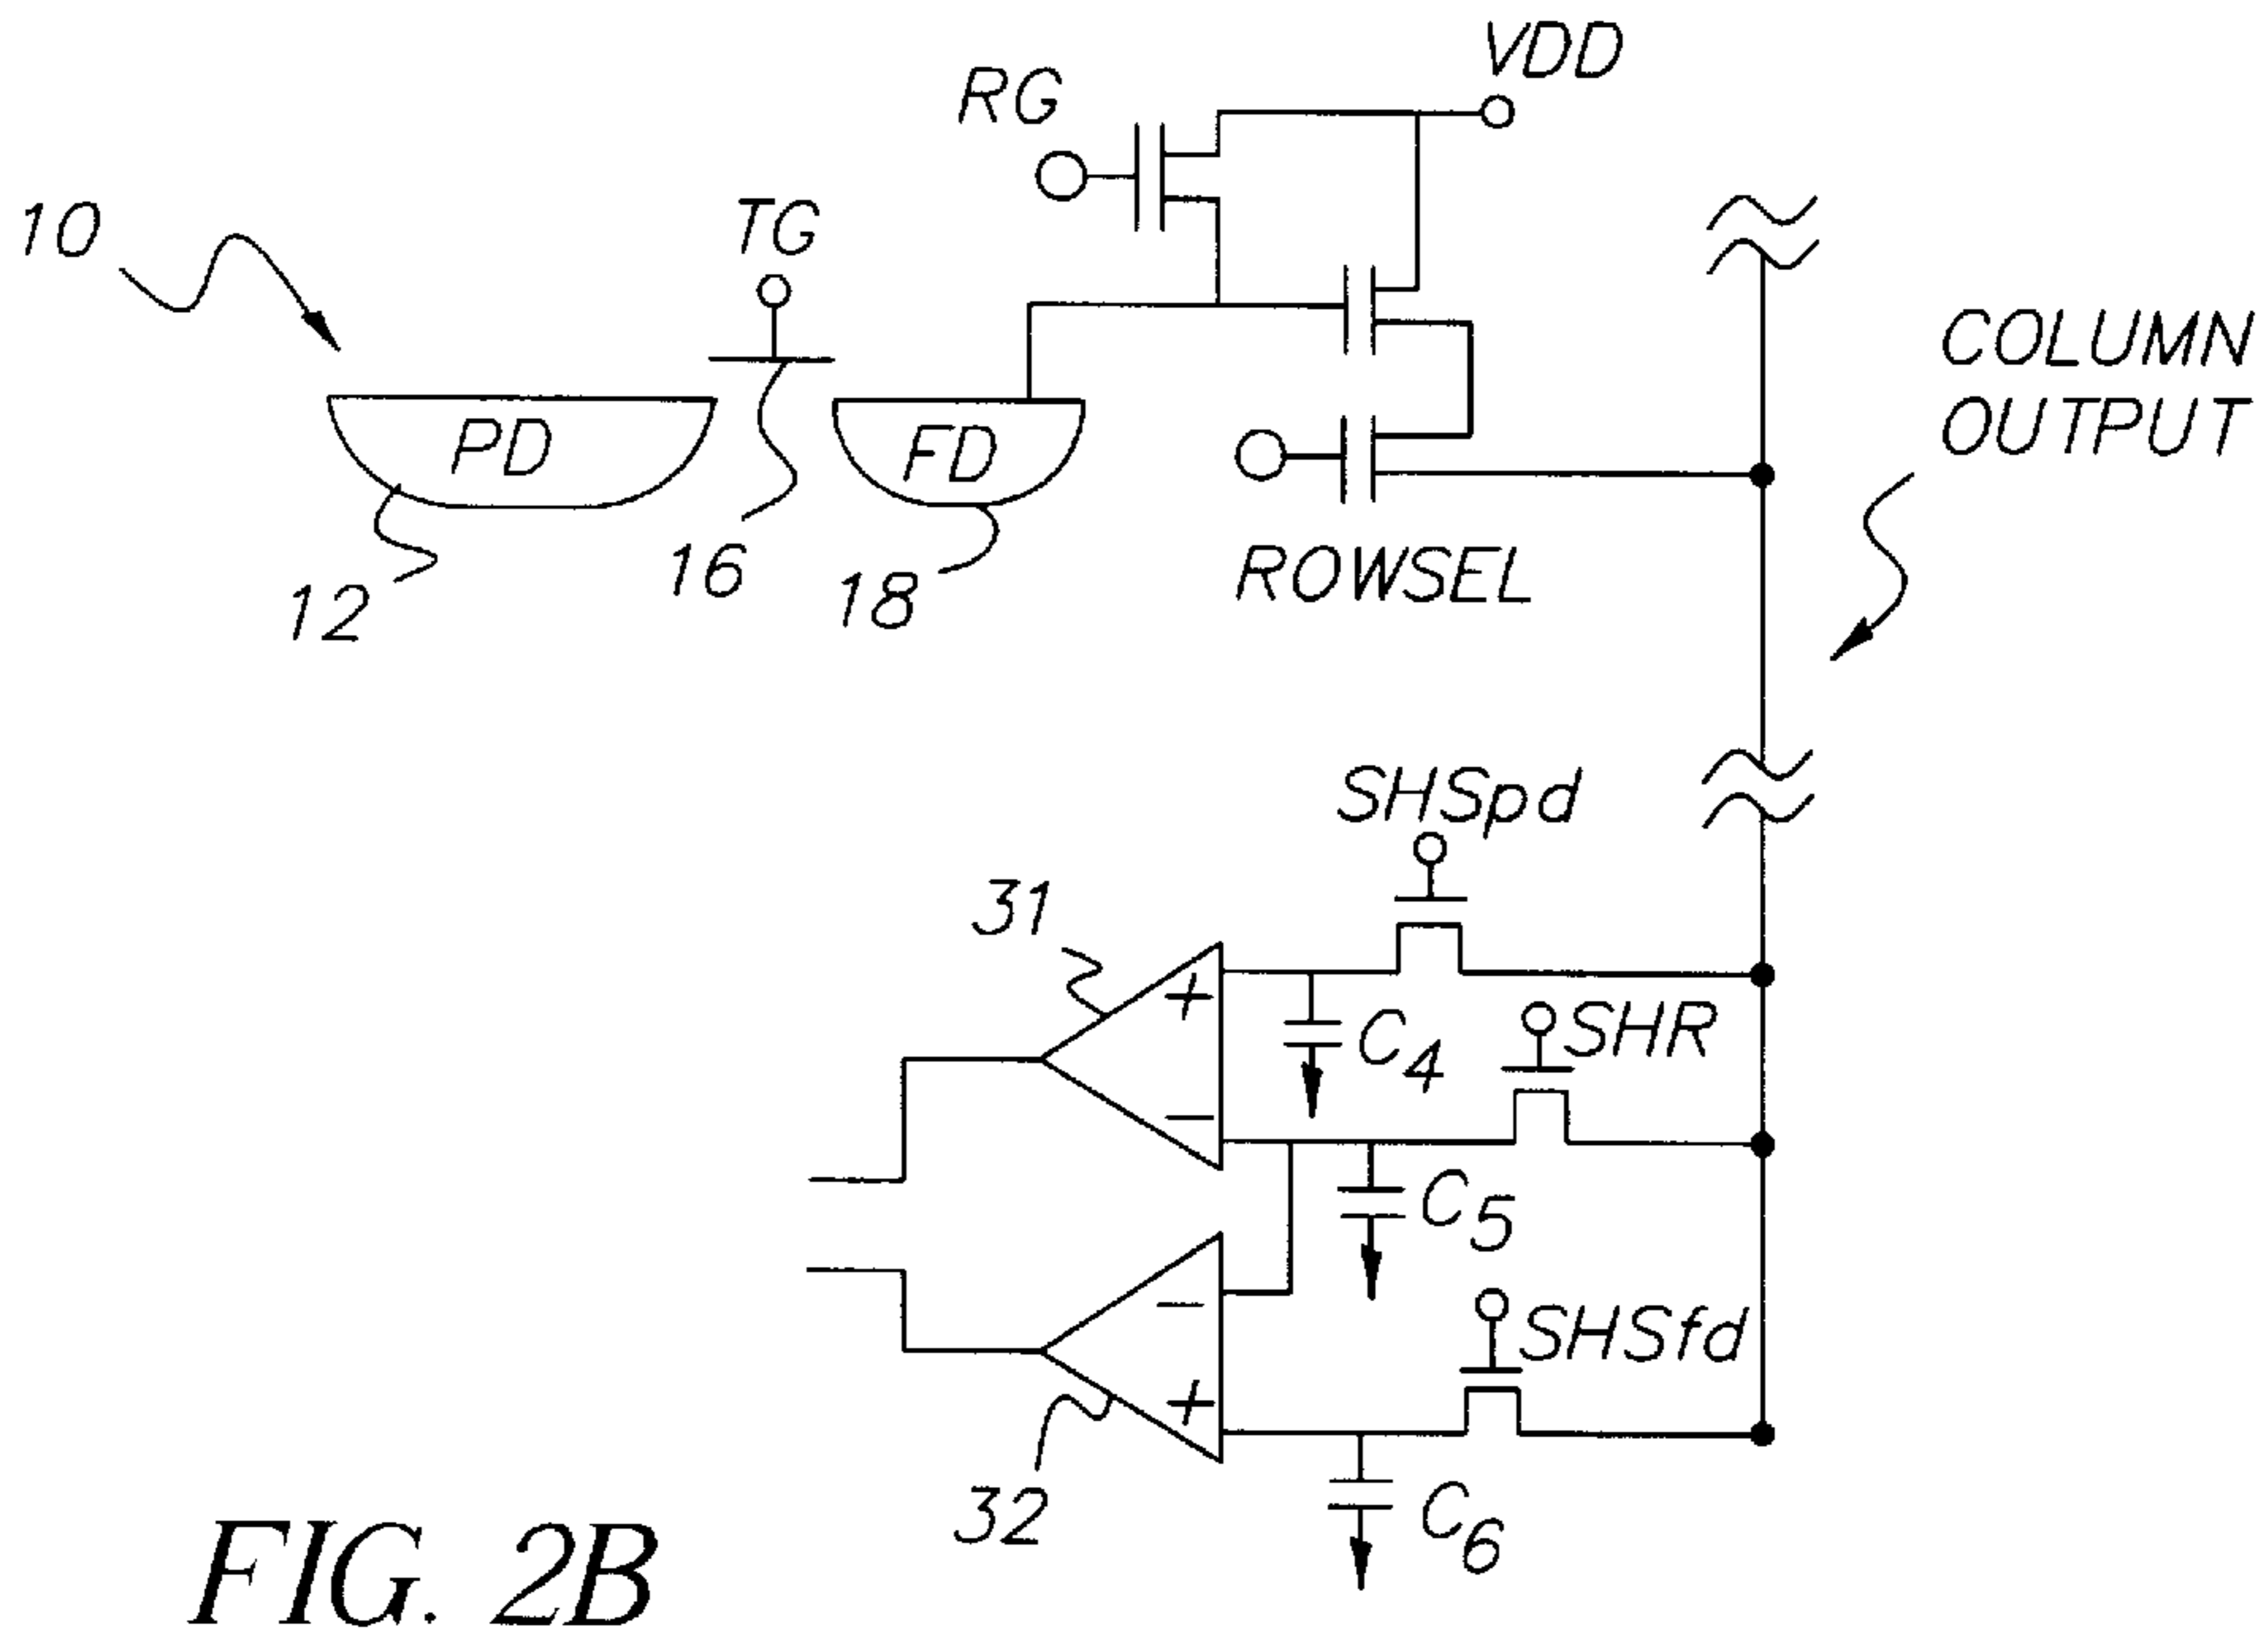 VDD
RG
10
TG
COLUMN
OUTPUT
PD
FD
16
18
12
ROWSEL
SHSpd
31
+
C4
SHR
−
C5
−
SHSfd
+
32
C6
FIG. 2B